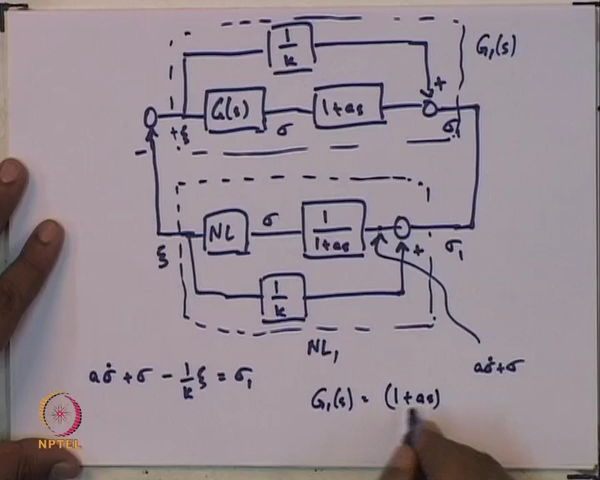 1/k
G₁(s)
+
G(s)
1+as
+ξ
σ
σ₁
-
NL
σ
1/(1+as)
+
ξ
σ₁
1/k
NL₁
aσ̇+σ
aσ̇ + σ - 1/k ξ = σ₁
G₁(s) = (1+as)
NPTEL